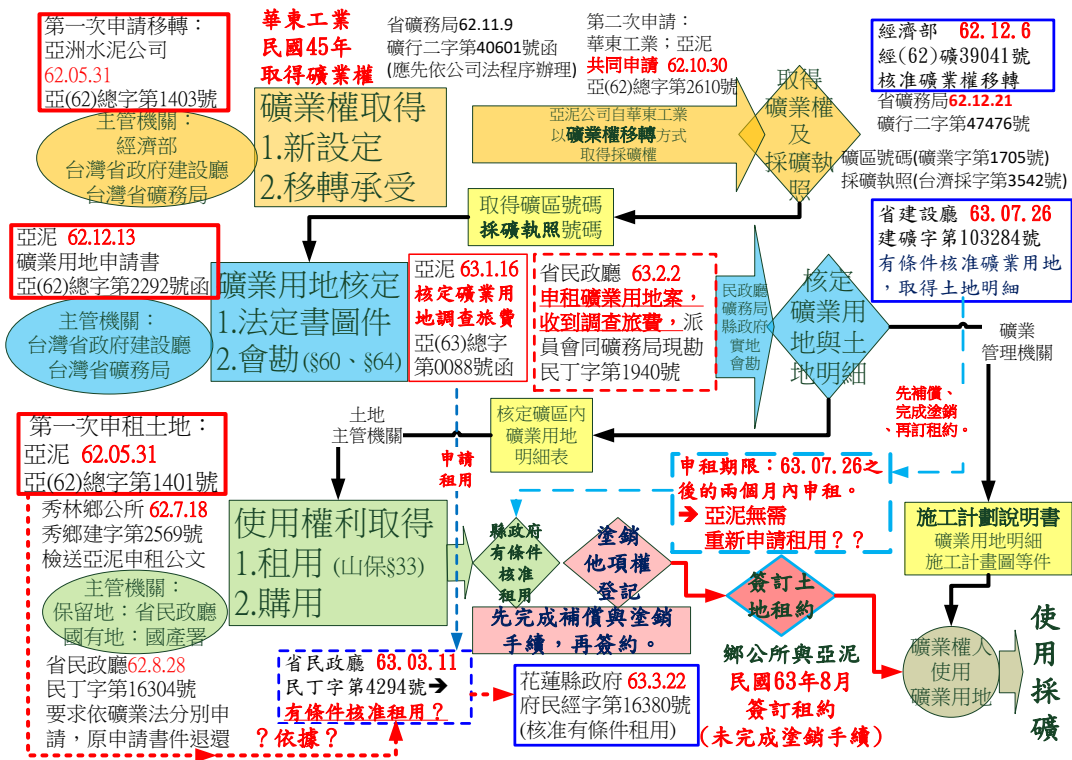 第一次申請移轉：
亞洲水泥公司
62.05.31
亞(62)總字第1403號
華東工業
民國45年
取得礦業權
省礦務局62.11.9
礦行二字第40601號函
(應先依公司法程序辦理)
第二次申請：
華東工業；亞泥
共同申請 62.10.30
亞(62)總字第2610號
經濟部 62.12.6
經(62)礦39041號
核准礦業權移轉
主管機關：
經濟部
台灣省政府建設廳
台灣省礦務局
礦業權取得
1.新設定
2.移轉承受
亞泥公司自華東工業
以礦業權移轉方式
取得採礦權
取得
礦業權
及
採礦執
照
省礦務局62.12.21
礦行二字第47476號
礦區號碼(礦業字第1705號)
採礦執照(台濟採字第3542號)
取得礦區號碼
採礦執照號碼
亞泥 62.12.13
礦業用地申請書
亞(62)總字第2292號函
主管機關：
台灣省政府建設廳
台灣省礦務局
礦業用地核定
1.法定書圖件
2.會勘(§60、§64)
亞泥 63.1.16
核定礦業用
地調查旅費
亞(63)總字
第0088號函
省民政廳 63.2.2
申租礦業用地案，
收到調查旅費，派
員會同礦務局現勘
民丁字第1940號
民政廳
礦務局
縣政府
實地
會勘
核定
礦業用
地與土
地明細
省建設廳 63.07.26
建礦字第103284號
有條件核准礦業用地
，取得土地明細
礦業
管理機關
先補償、
完成塗銷
、再訂租約。
土地
主管機關
核定礦區內
礦業用地
明細表
申請
租用
第一次申租土地：
亞泥 62.05.31
亞(62)總字第1401號
秀林鄉公所 62.7.18
秀鄉建字第2569號
檢送亞泥申租公文
主管機關：
保留地：省民政廳
國有地：國產署
省民政廳62.8.28
民丁字第16304號
要求依礦業法分別申
請，原申請書件退還
使用權利取得
1.租用 (山保§33)
2.購用
縣政府
有條件
核准
租用
塗銷
他項權
登記
先完成補償與塗銷
手續，再簽約。
申租期限：63.07.26之
後的兩個月內申租。
➔ 亞泥無需
重新申請租用？？
簽訂土
地租約
施工計劃說明書
礦業用地明細
施工計畫圖等件
省民政廳 63.03.11
民丁字第4294號➔
有條件核准租用？
？依據？
花蓮縣政府 63.3.22
府民經字第16380號
(核准有條件租用)
鄉公所與亞泥
民國63年8月
簽訂租約
(未完成塗銷手續)
礦業權人
使用
礦業用地
使
用
採
礦